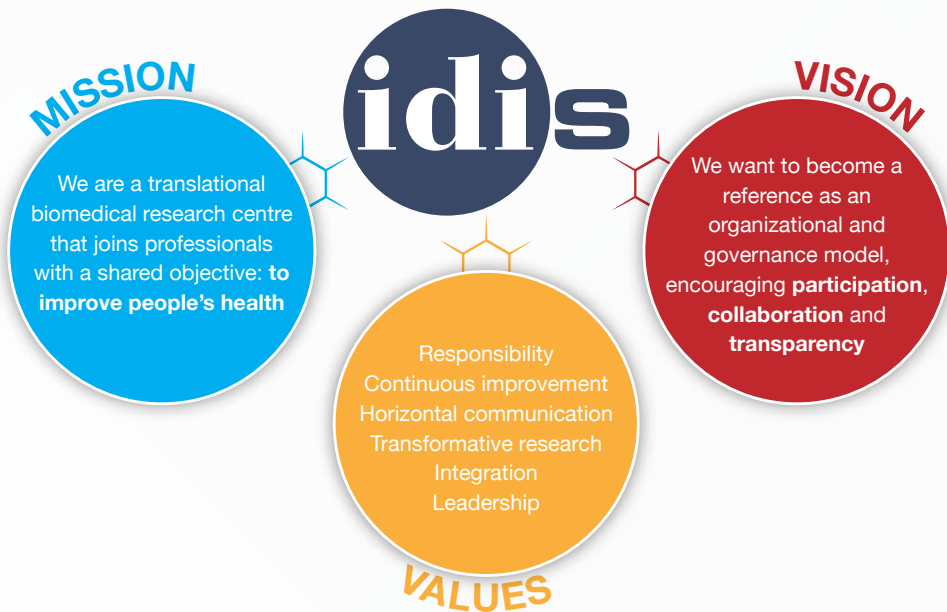 idis
MISSION
We are a translational
biomedical research centre
that joins professionals
with a shared objective: to
improve people's health
VISION
We want to become a
reference as an
organizational and
governance model,
encouraging participation,
collaboration and
transparency
Responsibility
Continuous improvement
Horizontal communication
Transformative research
Integration
Leadership
VALUES